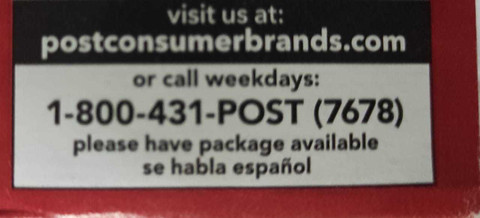 visit us at:
postconsumerbrands.com
or call weekdays:
1-800-431-POST (7678)
please have package available
se habla español